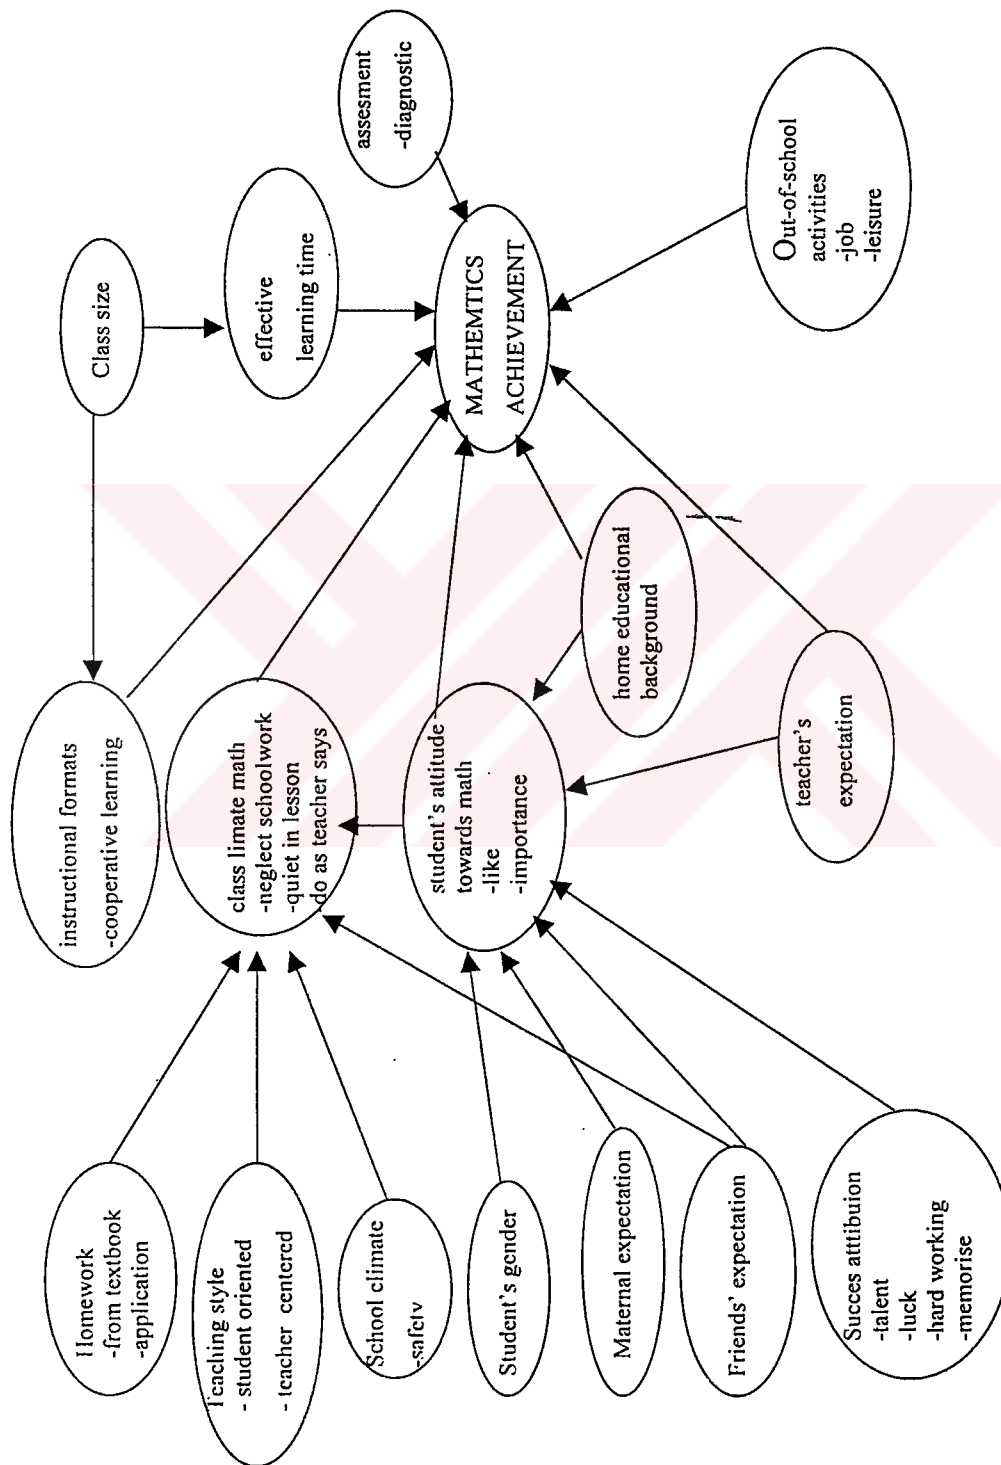 Homework
-from textbook
-application
Teaching style
- student oriented
- teacher centered
School climate
-safety
Student's gender
Maternal expectation
Friends' expectation
Succes atttibuion
-talent
-luck
-hard working
-memorise
instructional formats
-cooperative learning
class limate math
-neglect schoolwork
-quiet in lesson
do as teacher says
student's attitude
towards math
-like
-importance
teacher's
expectation
home educational
background
Class size
effective
learning time
MATHEMTICS
ACHIEVEMENT
assesment
-diagnostic
Out-of-school
activities
-job
-leisure